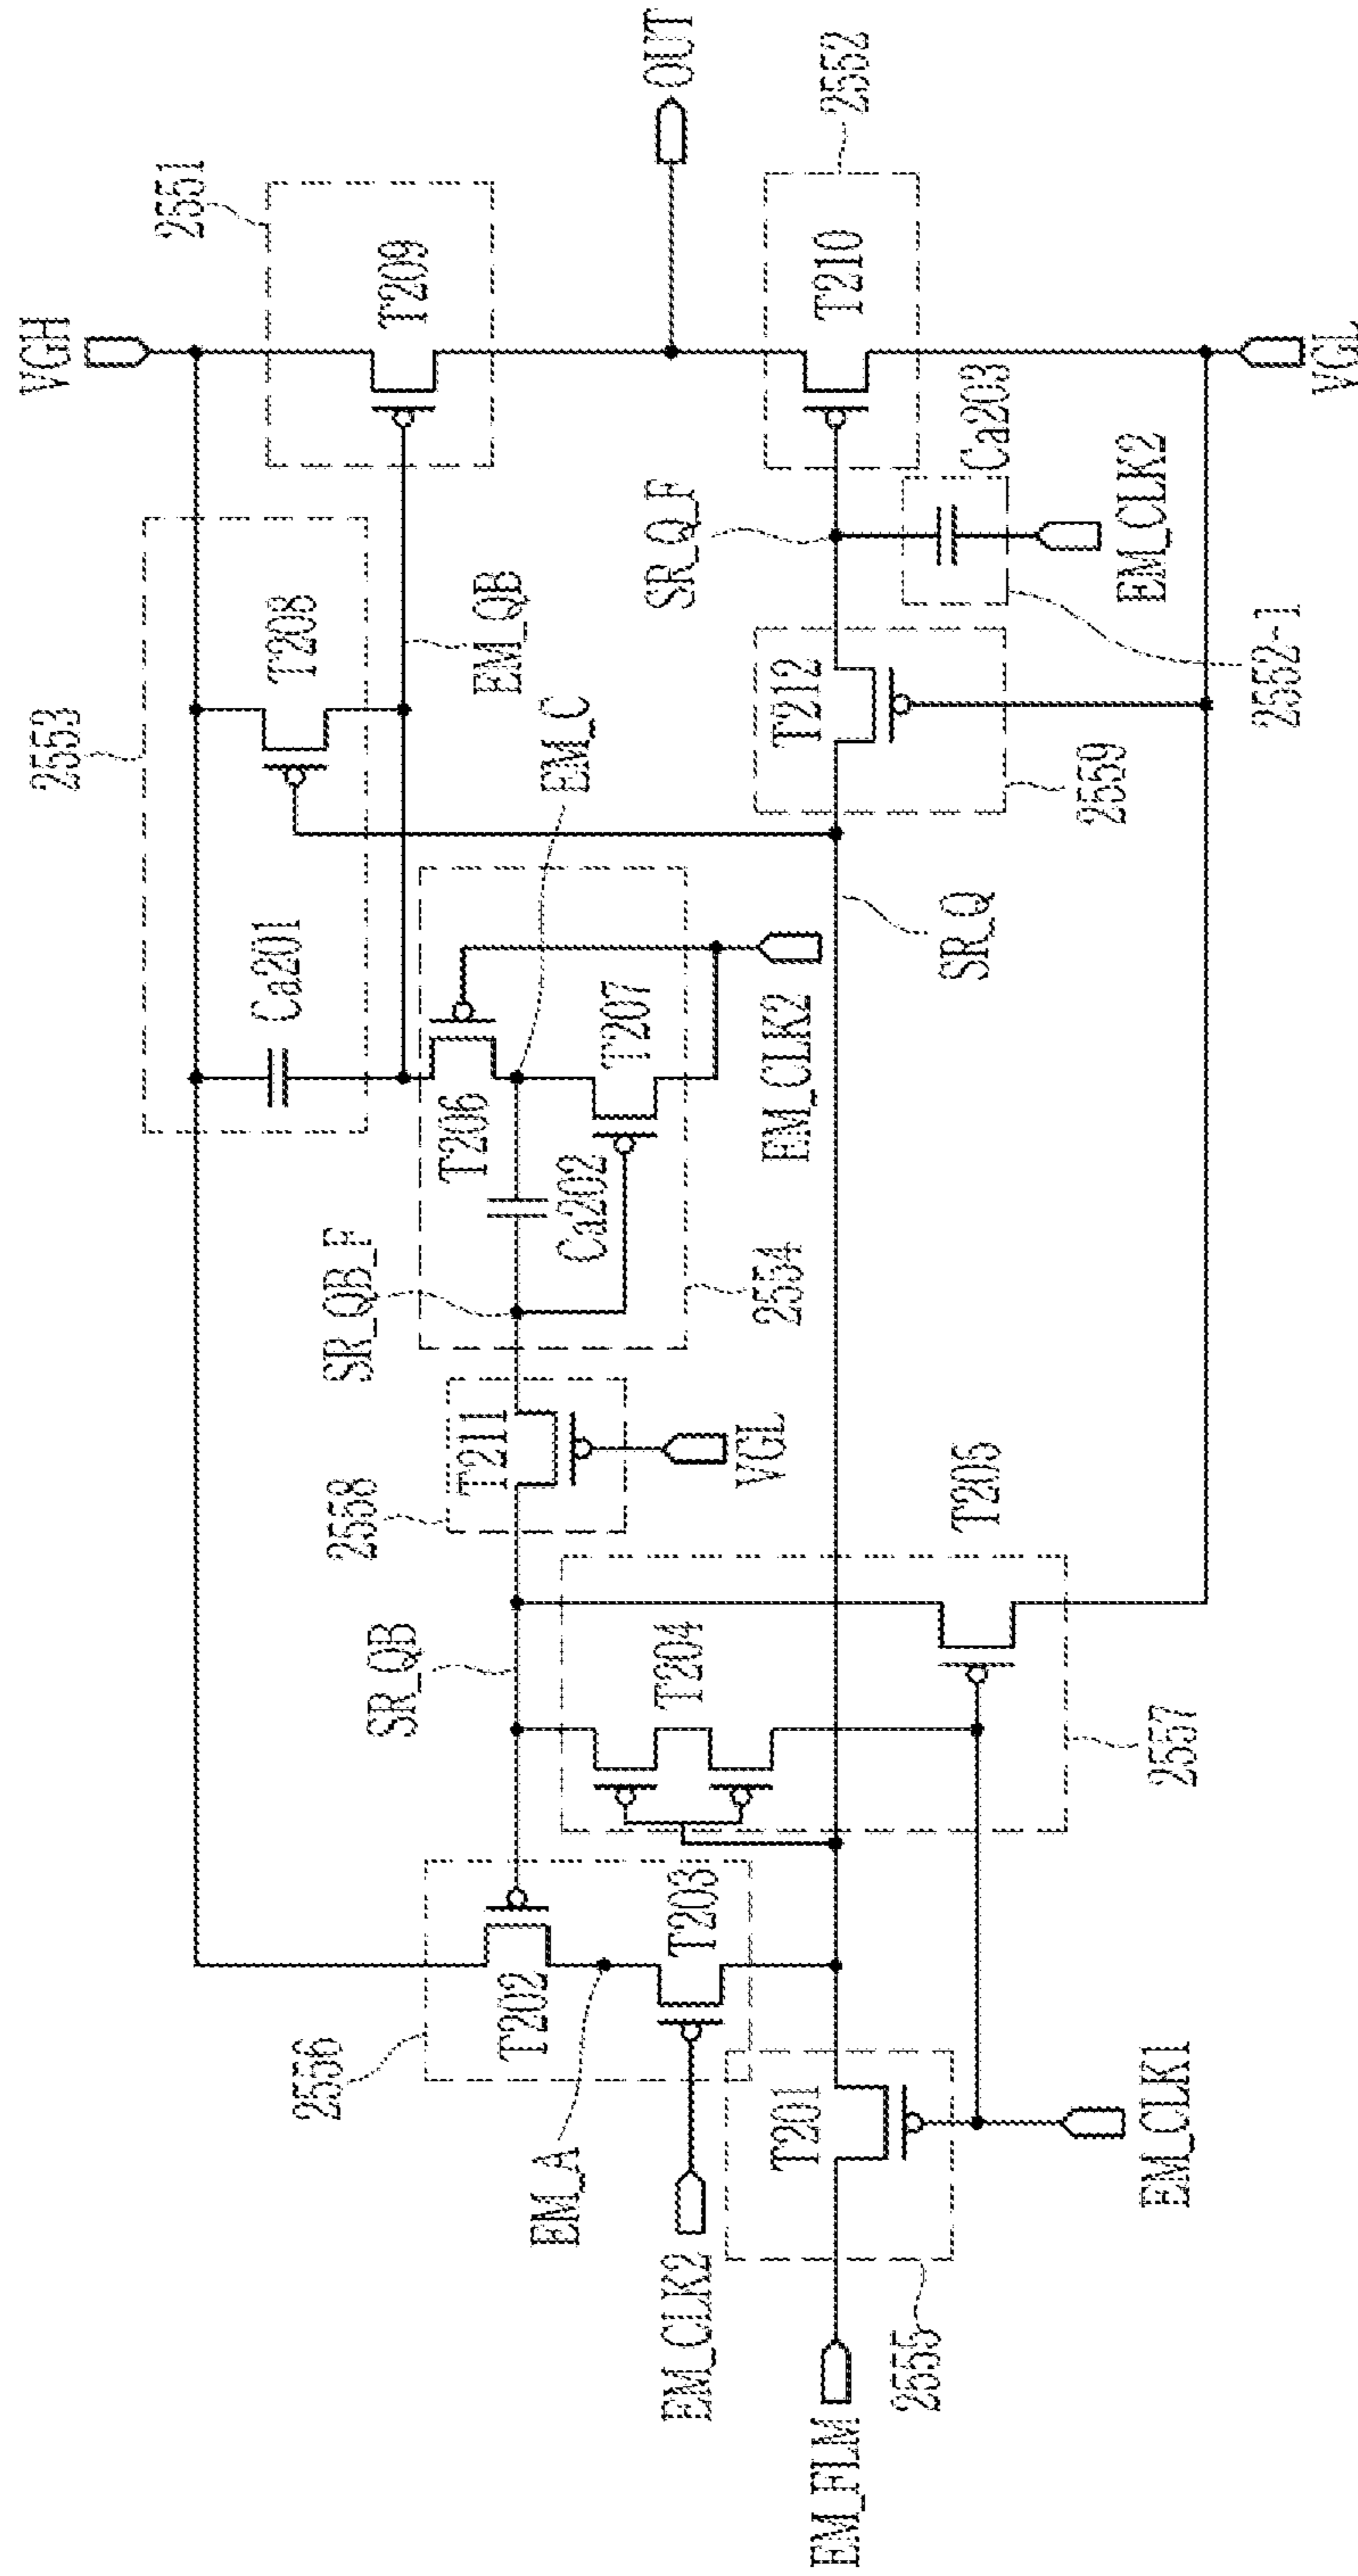 VGH
2551
2553
T209
T208
Ca201
EM_QB
OUT
EM_C
T206
T207
Ca202
EM_CLK2
SR_QB_F
2554
2558
T211
VGL
SR_QB
2556
T202
EM_A
T203
EM_CLK2
T204
T205
2557
T201
2555
EM_FLM
EM_CLK1
SR_Q
T212
2559
SR_Q_F
2552
T210
Ca203
EM_CLK2
2552-1
VGL